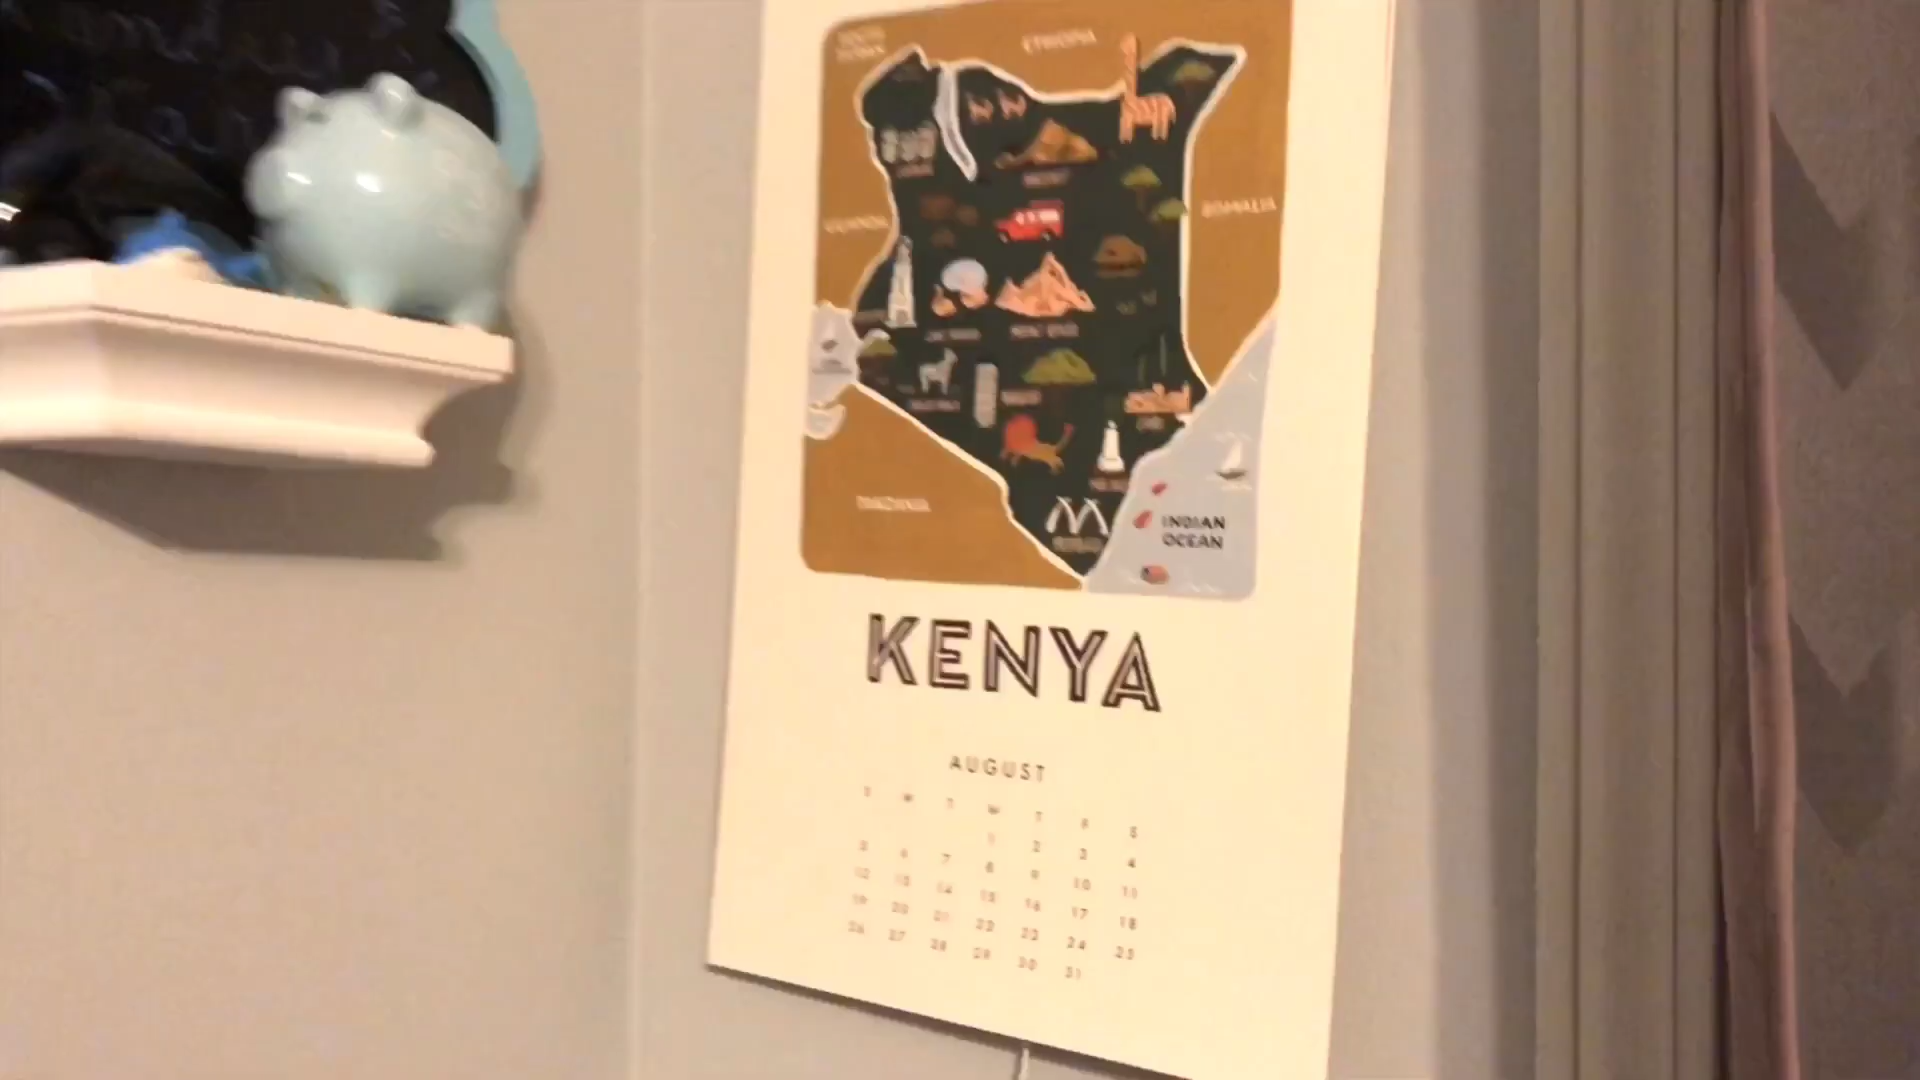 SOUTH
SUDAN
ETHIOPIA
UGANDA
SOMALIA
TANZANIA
INDIAN
OCEAN
KENYA
AUGUST
S M T W T F S
1 2 3 4
5 6 7 8 9 10 11
12 13 14 15 16 17 18
19 20 21 22 23 24 25
26 27 28 29 30 31